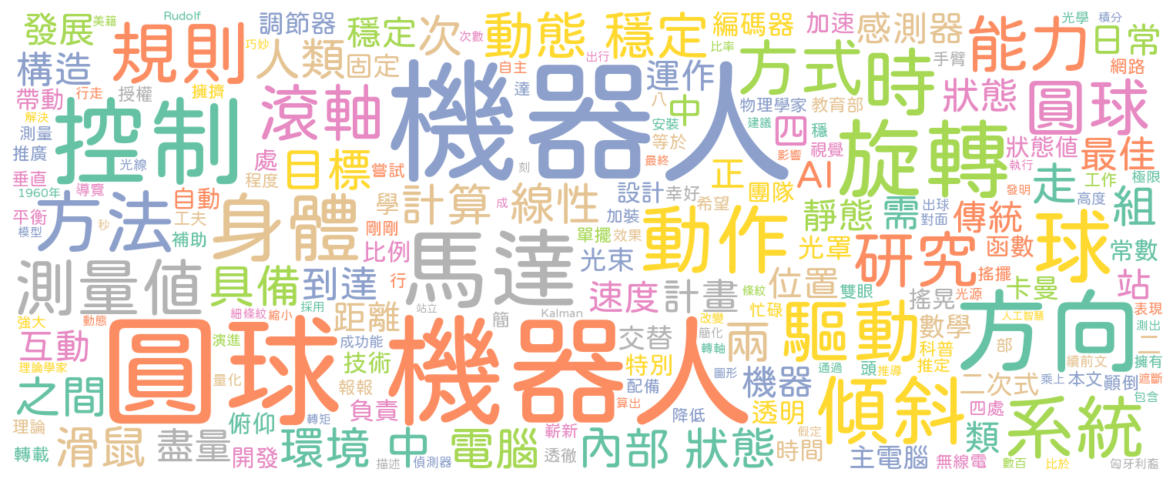 發展 美籍 Rudolf 調節器 穩定 次 動態 穩定 編碼器 加速 感測器 能力 光學 積分 日常
構造 規則 巧妙 人類 固定 次數 自主 出行 運作 比率 方式 時 手臂 網路
帶動 行走 授權 擁擠 機器人 達 八 中 物理學家 教育部 狀態 圓球
解決 控制 滾軸 安裝 建議 四 穩 旋轉
測量 推廣 光線 處 目標 嘗試 等於 最終 刻 影響 視覺 狀態值 最佳 執行
垂直 1960年 導覽 程度 自動 學 計算 線性 設計 幸好 正 團隊 AI 走 工作 極限
平衡 方法 工夫 身體 剛剛 成 加裝 希望 動作 靜態 需 出球 發明 高度 組
模型 秒 補助 比例 單擺 效果 光罩 對面 傳統 球 函數 常數
測量值 具備 到達 行 馬達 光束 研究 搖擺 站
強大 細條紋 縮小 採用 距離 站立 簡 Kalman 速度 計畫 條紋 位置 雙眼 搖晃 光源 卡曼 表現
互動 動態 演進 成功能 交替 改變 簡化 忙碌 驅動 數學 人工智慧 方向 測出
理論學家 圓球機器人 技術 特別 轉軸 兩 科普 部 續前文 二
之間 量化 報報 配備 圖形 機器 通過 頭 推導 推定 二次式 乘上 本文 擁有 遮斷
理論 俯仰 轉矩 負責 算出 降低 透明 傾斜 四處 顛倒 包含
轉載 滑鼠 盡量 開發 環境 中 描述 電腦 偵測器 嶄新 透徹 內部 狀態 假定 時間 主電腦 類 無線電 系統 數百 比於 匈牙利裔